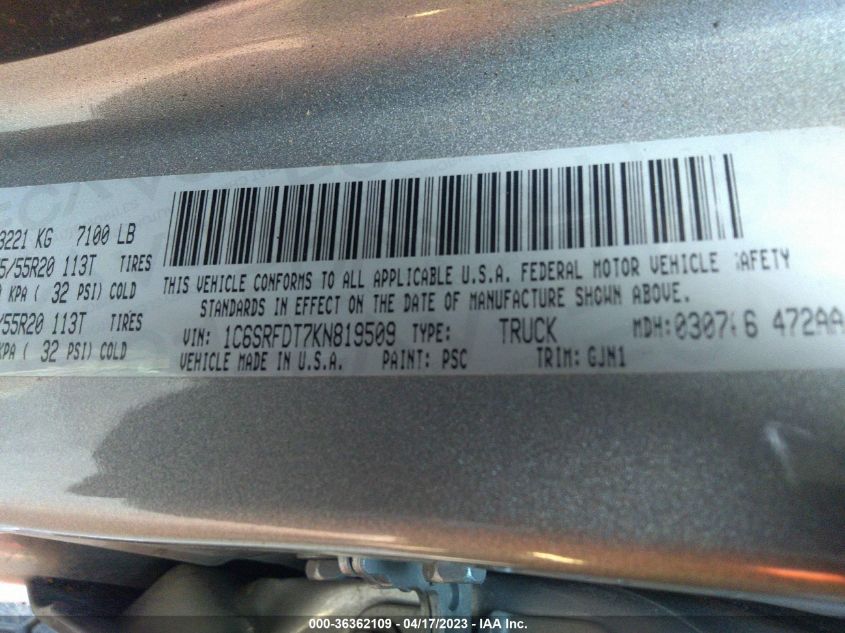 3221 KG 7100 LB
5/55R20 113T TIRES
KPA ( 32 PSI) COLD
/55R20 113T TIRES
KPA ( 32 PSI) COLD
THIS VEHICLE CONFORMS TO ALL APPLICABLE U.S.A. FEDERAL MOTOR VEHICLE SAFETY
STANDARDS IN EFFECT ON THE DATE OF MANUFACTURE SHOWN ABOVE.
VIN: 1C6SRFDT7KN819509 TYPE: TRUCK MDH: 6 472AA
VEHICLE MADE IN U.S.A. PAINT: PSC TRIM: GJN1
000-36362109 - 04/17/2023 - IAA Inc.